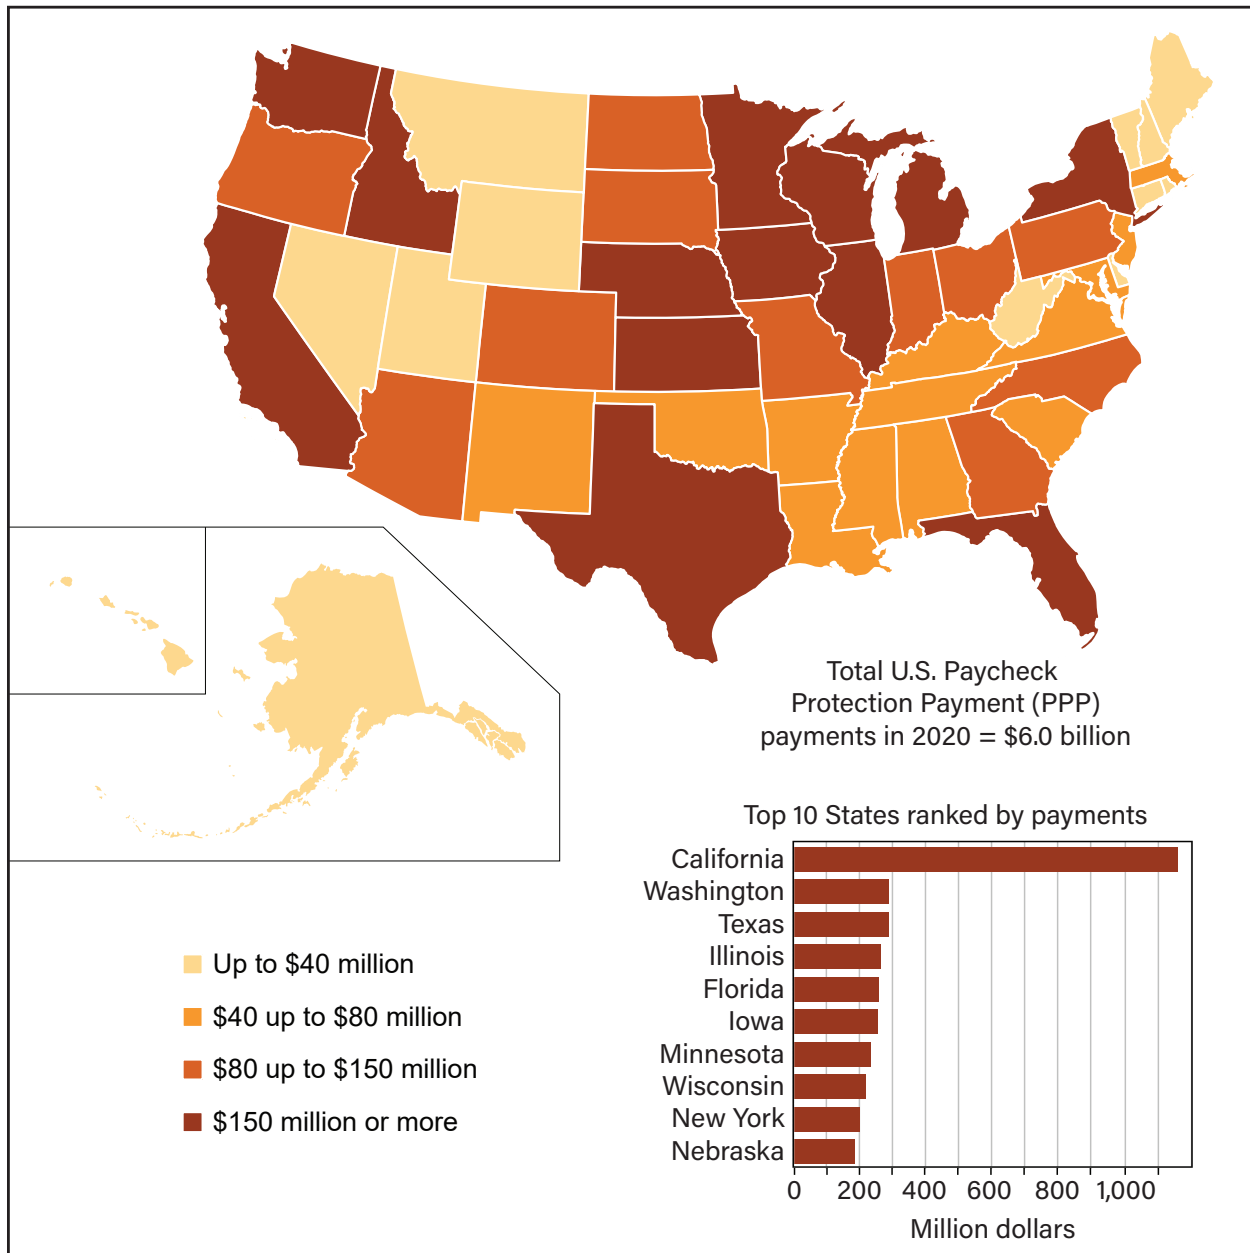 Total U.S. Paycheck
Protection Payment (PPP)
payments in 2020 = $6.0 billion
Top 10 States ranked by payments
California
Washington
Texas
Illinois
Florida
Iowa
Minnesota
Wisconsin
New York
Nebraska
0 200 400 600 800 1,000
Million dollars
Up to $40 million
$40 up to $80 million
$80 up to $150 million
$150 million or more